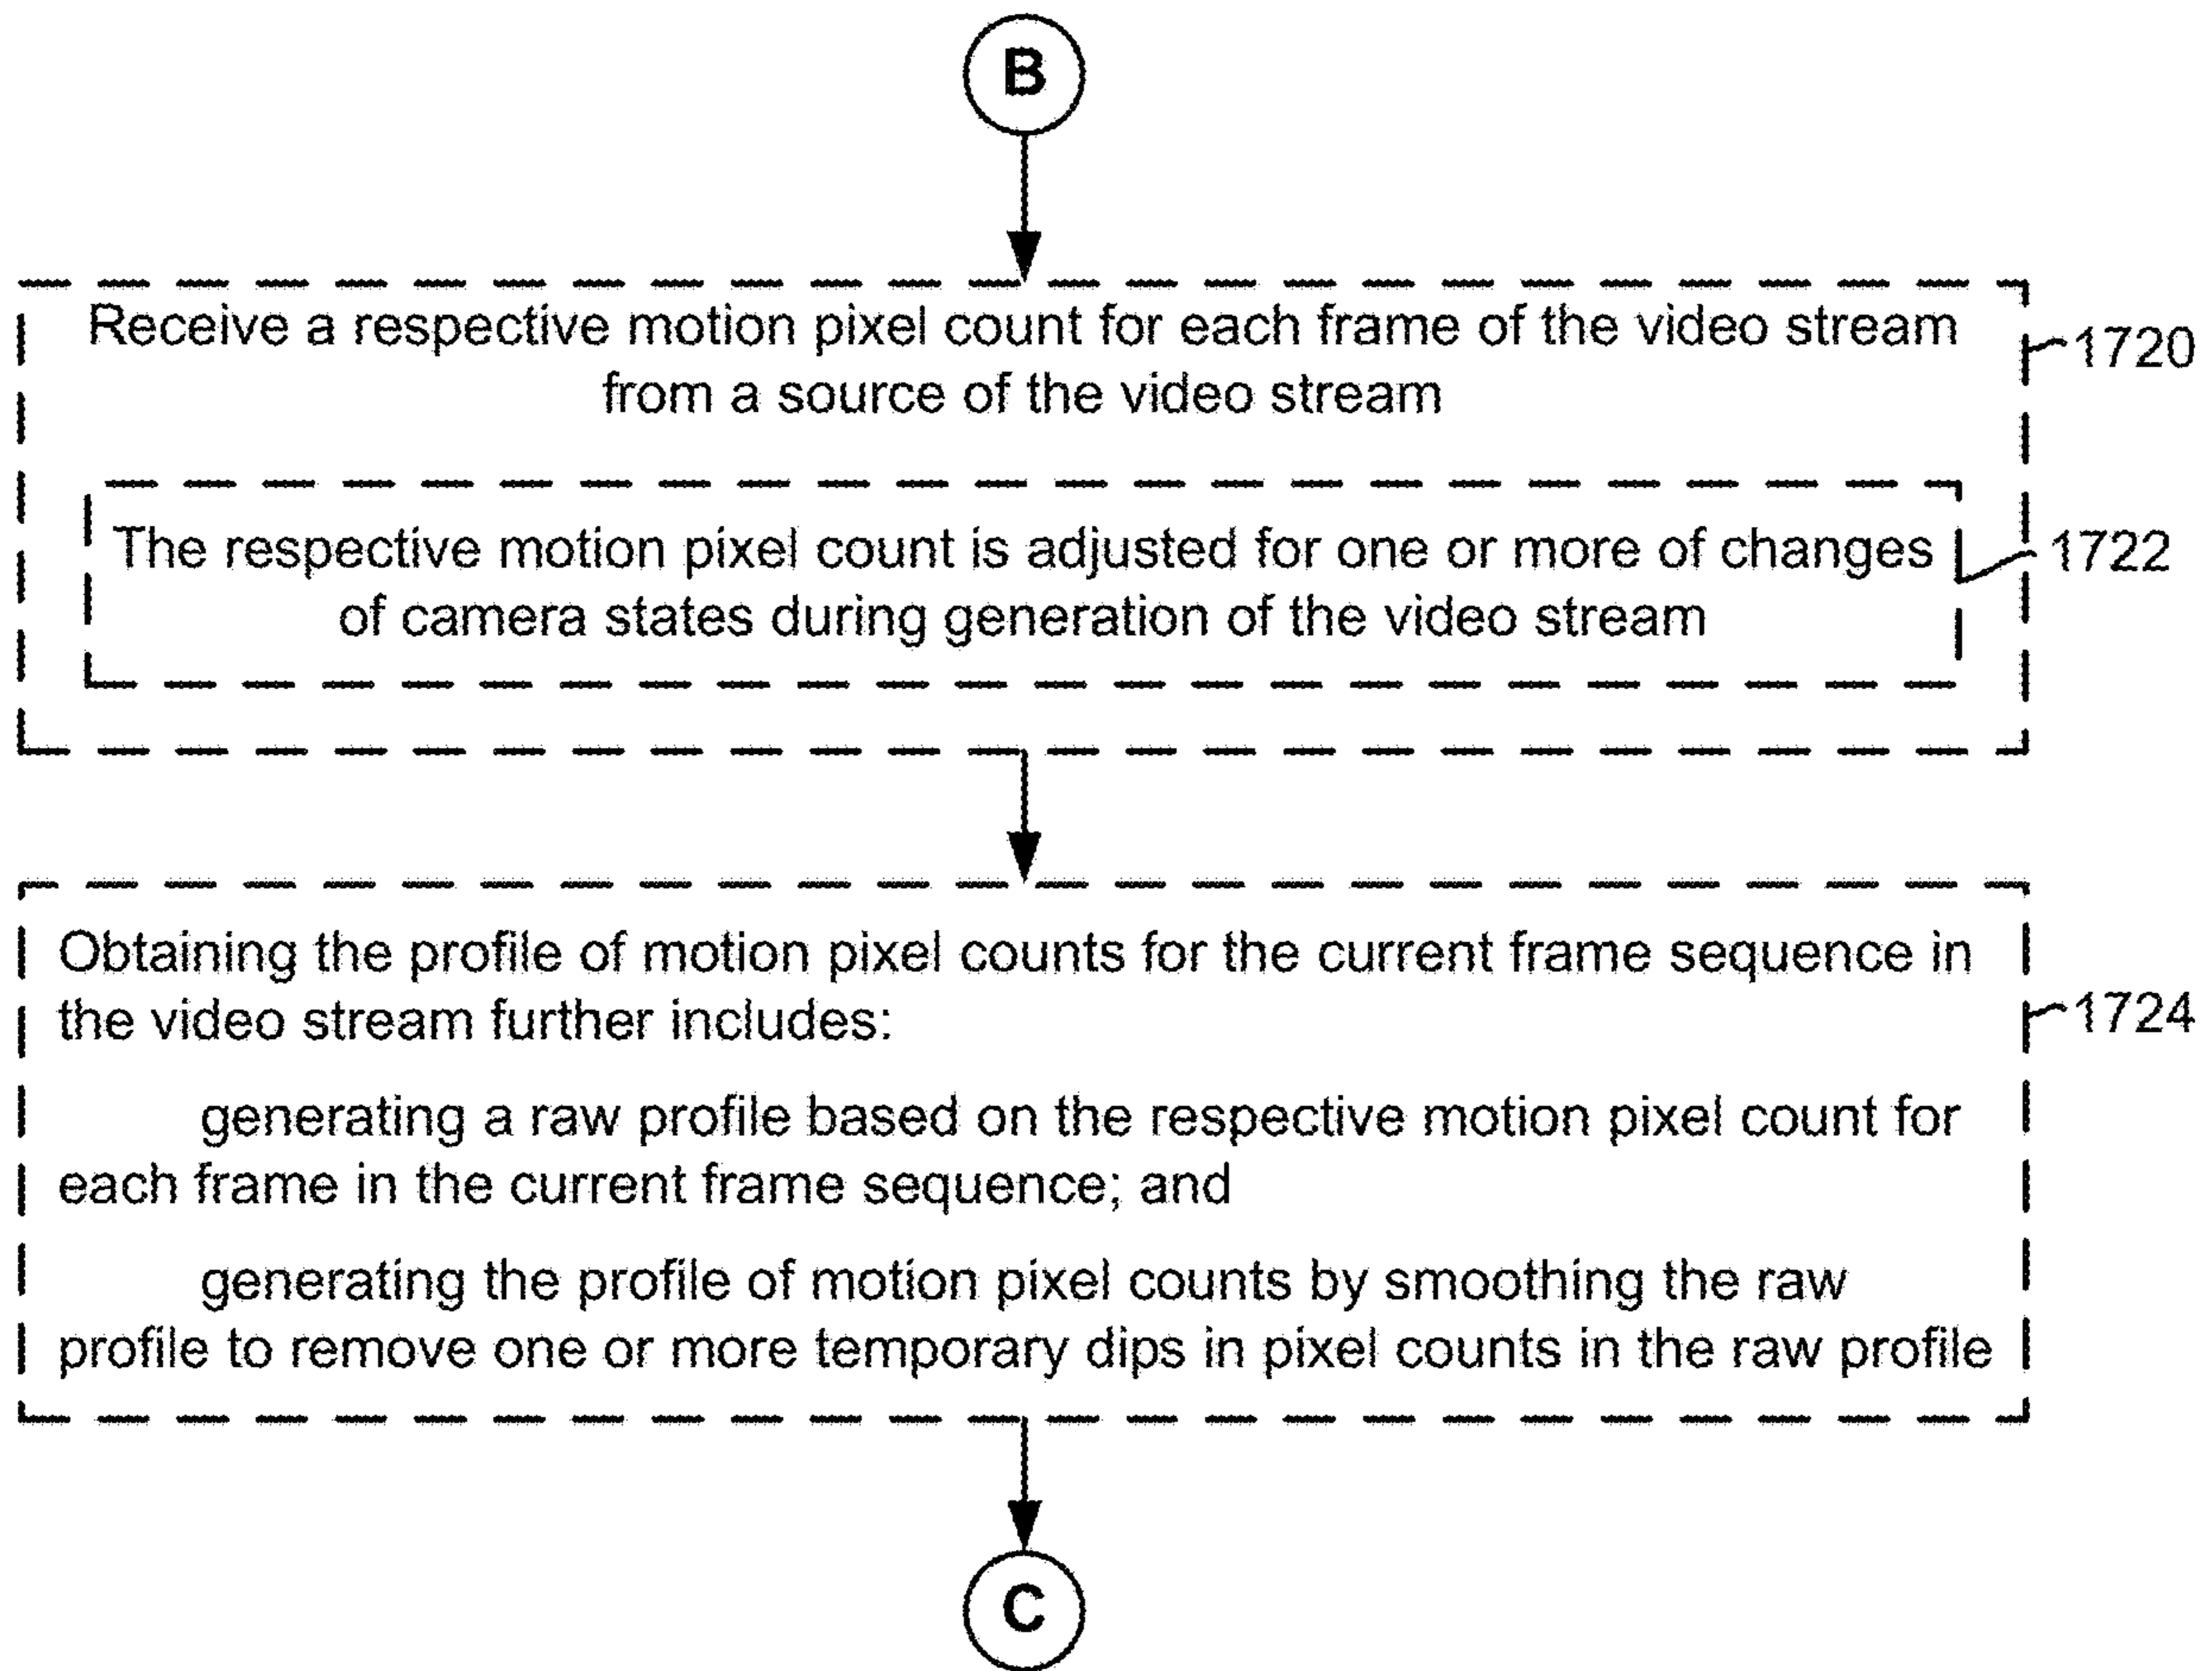 B
Receive a respective motion pixel count for each frame of the video stream
from a source of the video stream
1720
The respective motion pixel count is adjusted for one or more of changes
of camera states during generation of the video stream
1722
Obtaining the profile of motion pixel counts for the current frame sequence in
the video stream further includes:
1724
generating a raw profile based on the respective motion pixel count for
each frame in the current frame sequence; and
generating the profile of motion pixel counts by smoothing the raw
profile to remove one or more temporary dips in pixel counts in the raw profile
C